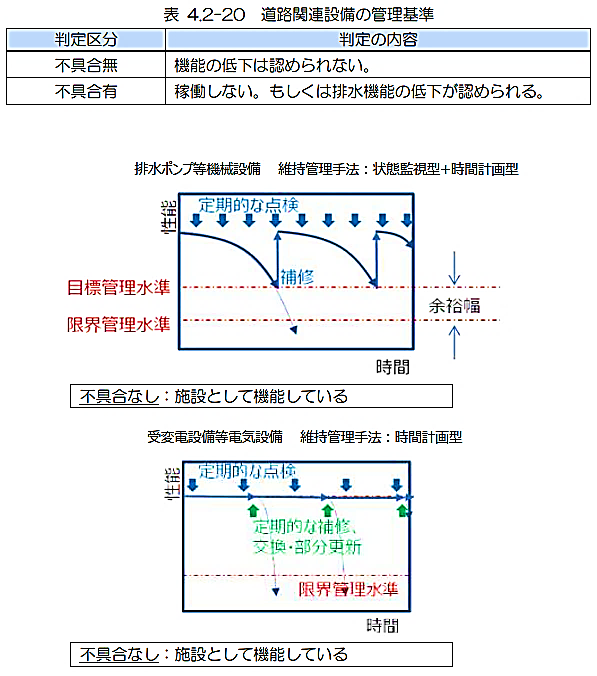 表 4.2-20 道路関連設備の管理基準
判定区分 判定の内容
不具合無 機能の低下は認められない。
不具合有 稼働しない。もしくは排水機能の低下が認められる。
排水ポンプ等機械設備 維持管理手法：状態監視型+時間計画型
性能
定期的な点検
補修
目標管理水準
余裕幅
限界管理水準
時間
不具合なし：施設として機能している
受変電設備等電気設備 維持管理手法：時間計画型
性能
定期的な点検
定期的な補修、
交換・部分更新
限界管理水準
時間
不具合なし：施設として機能している